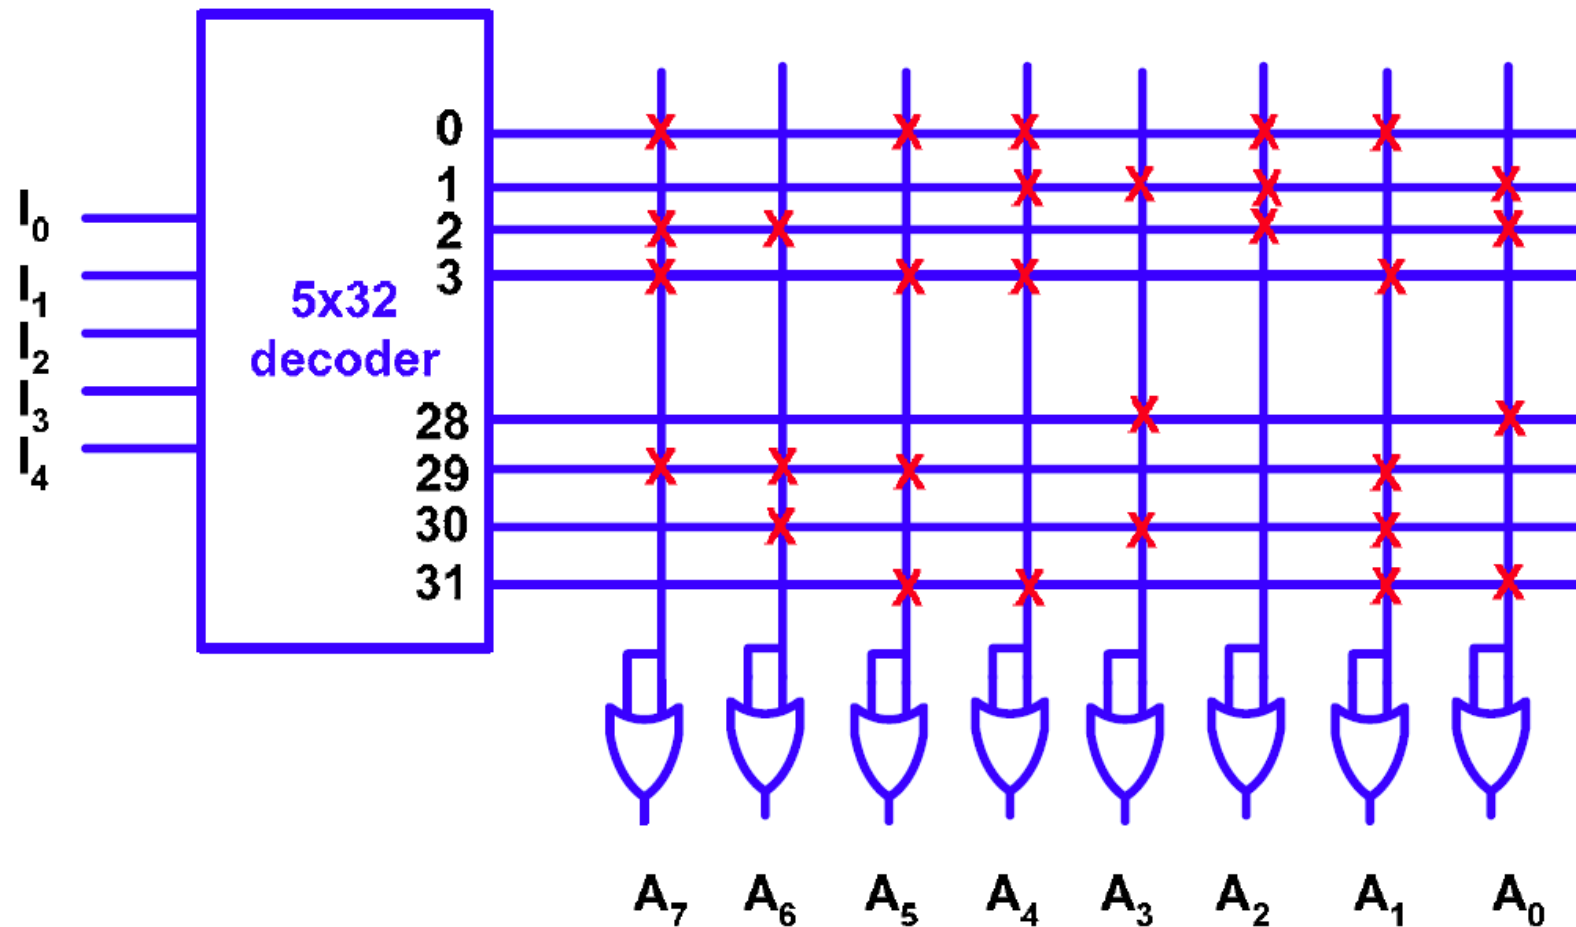 0
1
2
3
28
29
30
31
I₀
I₁
I₂
I₃
I₄
5x32
decoder
A₇ A₆ A₅ A₄ A₃ A₂ A₁ A₀